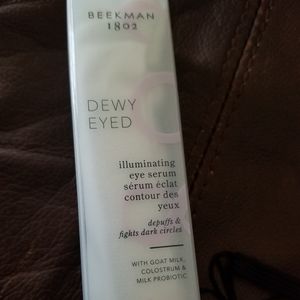 BEEKMAN
1802
DEWY
EYED
illuminating
eye serum
sérum éclat
contour des
yeux
depuffs &
fights dark circles
WITH GOAT MILK,
COLOSTRUM &
MILK PROBIOTIC